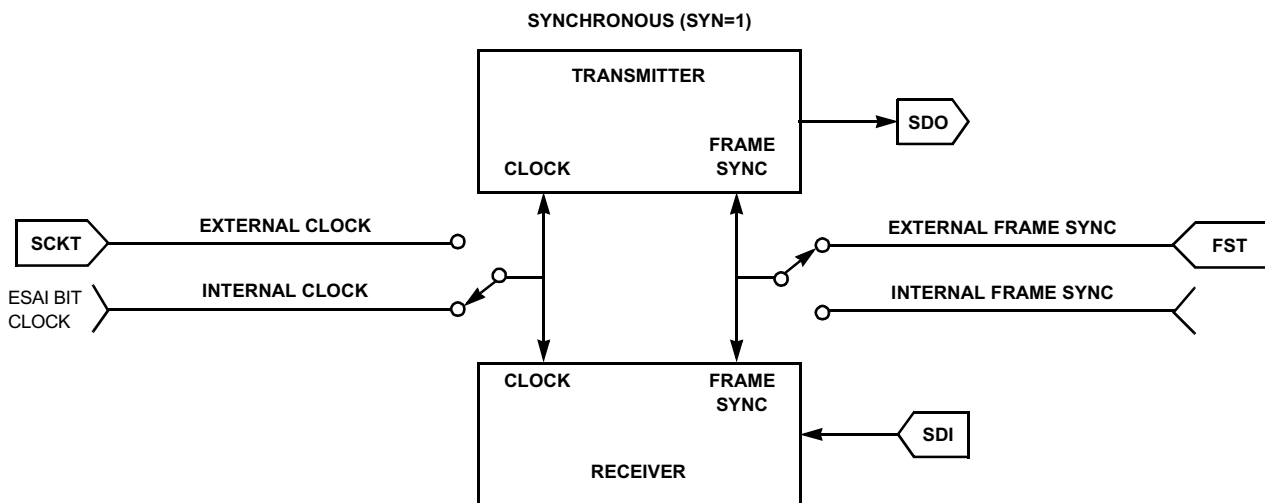 SYNCHRONOUS (SYN=1)
TRANSMITTER
SDO
FRAME
SYNC
CLOCK
SCKT
EXTERNAL CLOCK
EXTERNAL FRAME SYNC
FST
ESAI BIT
CLOCK
INTERNAL CLOCK
INTERNAL FRAME SYNC
CLOCK
FRAME
SYNC
SDI
RECEIVER